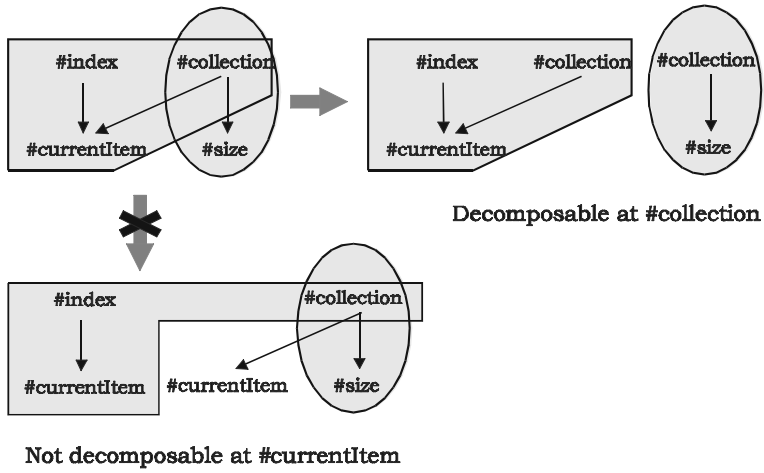 #index #collection #index #collection #collection
#currentItem #size #currentItem #size
Decomposable at #collection
#index #collection
#currentItem #currentItem #size
Not decomposable at #currentItem